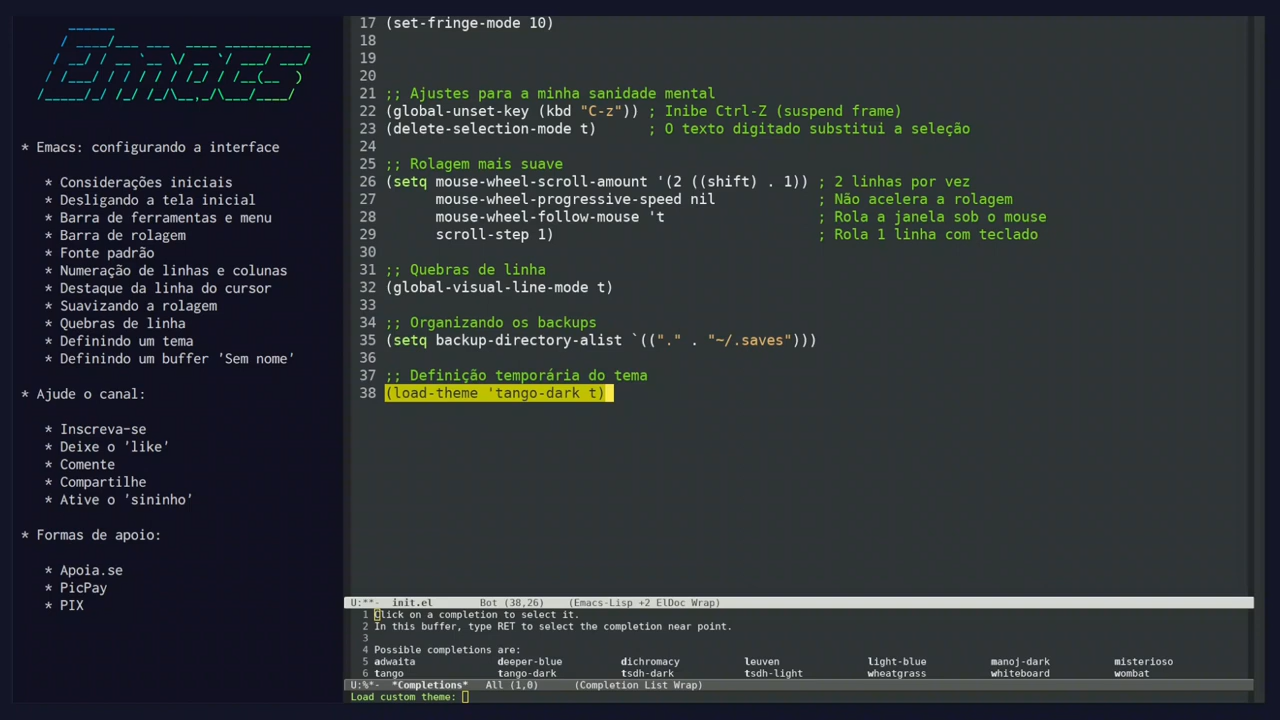 Emacs
* Emacs: configurando a interface
* Considerações iniciais
* Desligando a tela inicial
* Barra de ferramentas e menu
* Barra de rolagem
* Fonte padrão
* Numeração de linhas e colunas
* Destaque da linha do cursor
* Suavizando a rolagem
* Quebras de linha
* Definindo um tema
* Definindo um buffer 'Sem nome'
* Ajude o canal:
* Inscreva-se
* Deixe o 'like'
* Comente
* Compartilhe
* Ative o 'sininho'
* Formas de apoio:
* Apoia.se
* PicPay
* PIX
17 (set-fringe-mode 10)
18
19
20
21 ;; Ajustes para a minha sanidade mental
22 (global-unset-key (kbd "C-z")) ; Inibe Ctrl-Z (suspend frame)
23 (delete-selection-mode t)      ; O texto digitado substitui a seleção
24
25 ;; Rolagem mais suave
26 (setq mouse-wheel-scroll-amount '(2 ((shift) . 1)) ; 2 linhas por vez
27       mouse-wheel-progressive-speed nil            ; Não acelera a rolagem
28       mouse-wheel-follow-mouse 't                  ; Rola a janela sob o mouse
29       scroll-step 1)                               ; Rola 1 linha com teclado
30
31 ;; Quebras de linha
32 (global-visual-line-mode t)
33
34 ;; Organizando os backups
35 (setq backup-directory-alist `(("." . "~/.saves")))
36
37 ;; Definição temporária do tema
38 (load-theme 'tango-dark t)
U:**-  init.el      Bot (38,26)   (Emacs-Lisp +2 ElDoc Wrap)
1 Click on a completion to select it.
2 In this buffer, type RET to select the completion near point.
3
4 Possible completions are:
5 adwaita deeper-blue dichromacy leuven light-blue manoj-dark misterioso
6 tango tango-dark tsdh-dark tsdh-light wheatgrass whiteboard wombat
U:%*-  *Completions*   All (1,0)      (Completion List Wrap)
Load custom theme: